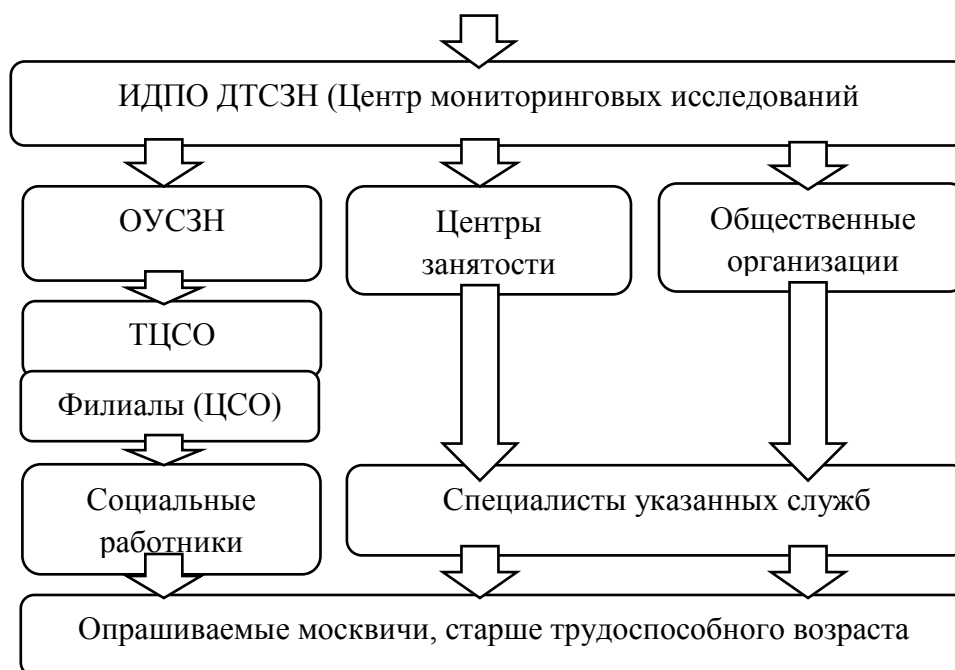 ИДПО ДТСЗН (Центр мониторинговых исследований
ОУСЗН
Центры
занятости
Общественные
организации
ТЦСО
Филиалы (ЦСО)
Социальные
работники
Специалисты указанных служб
Опрашиваемые москвичи, старше трудоспособного возраста